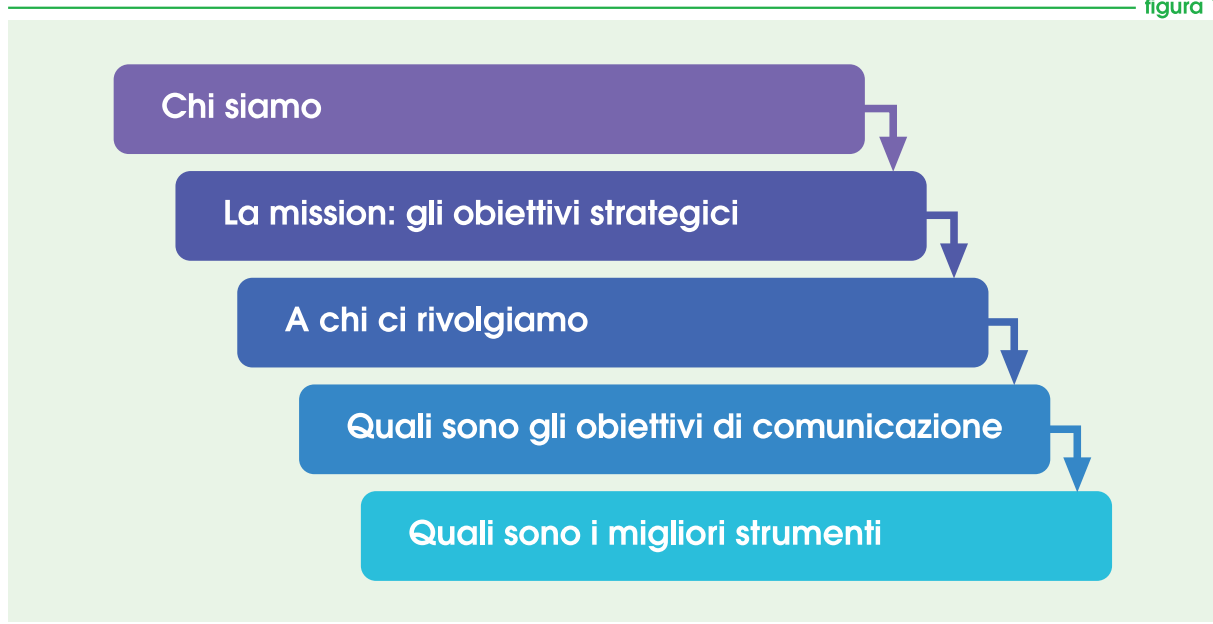 figura
Chi siamo
La mission: gli obiettivi strategici
A chi ci rivolgiamo
Quali sono gli obiettivi di comunicazione
Quali sono i migliori strumenti